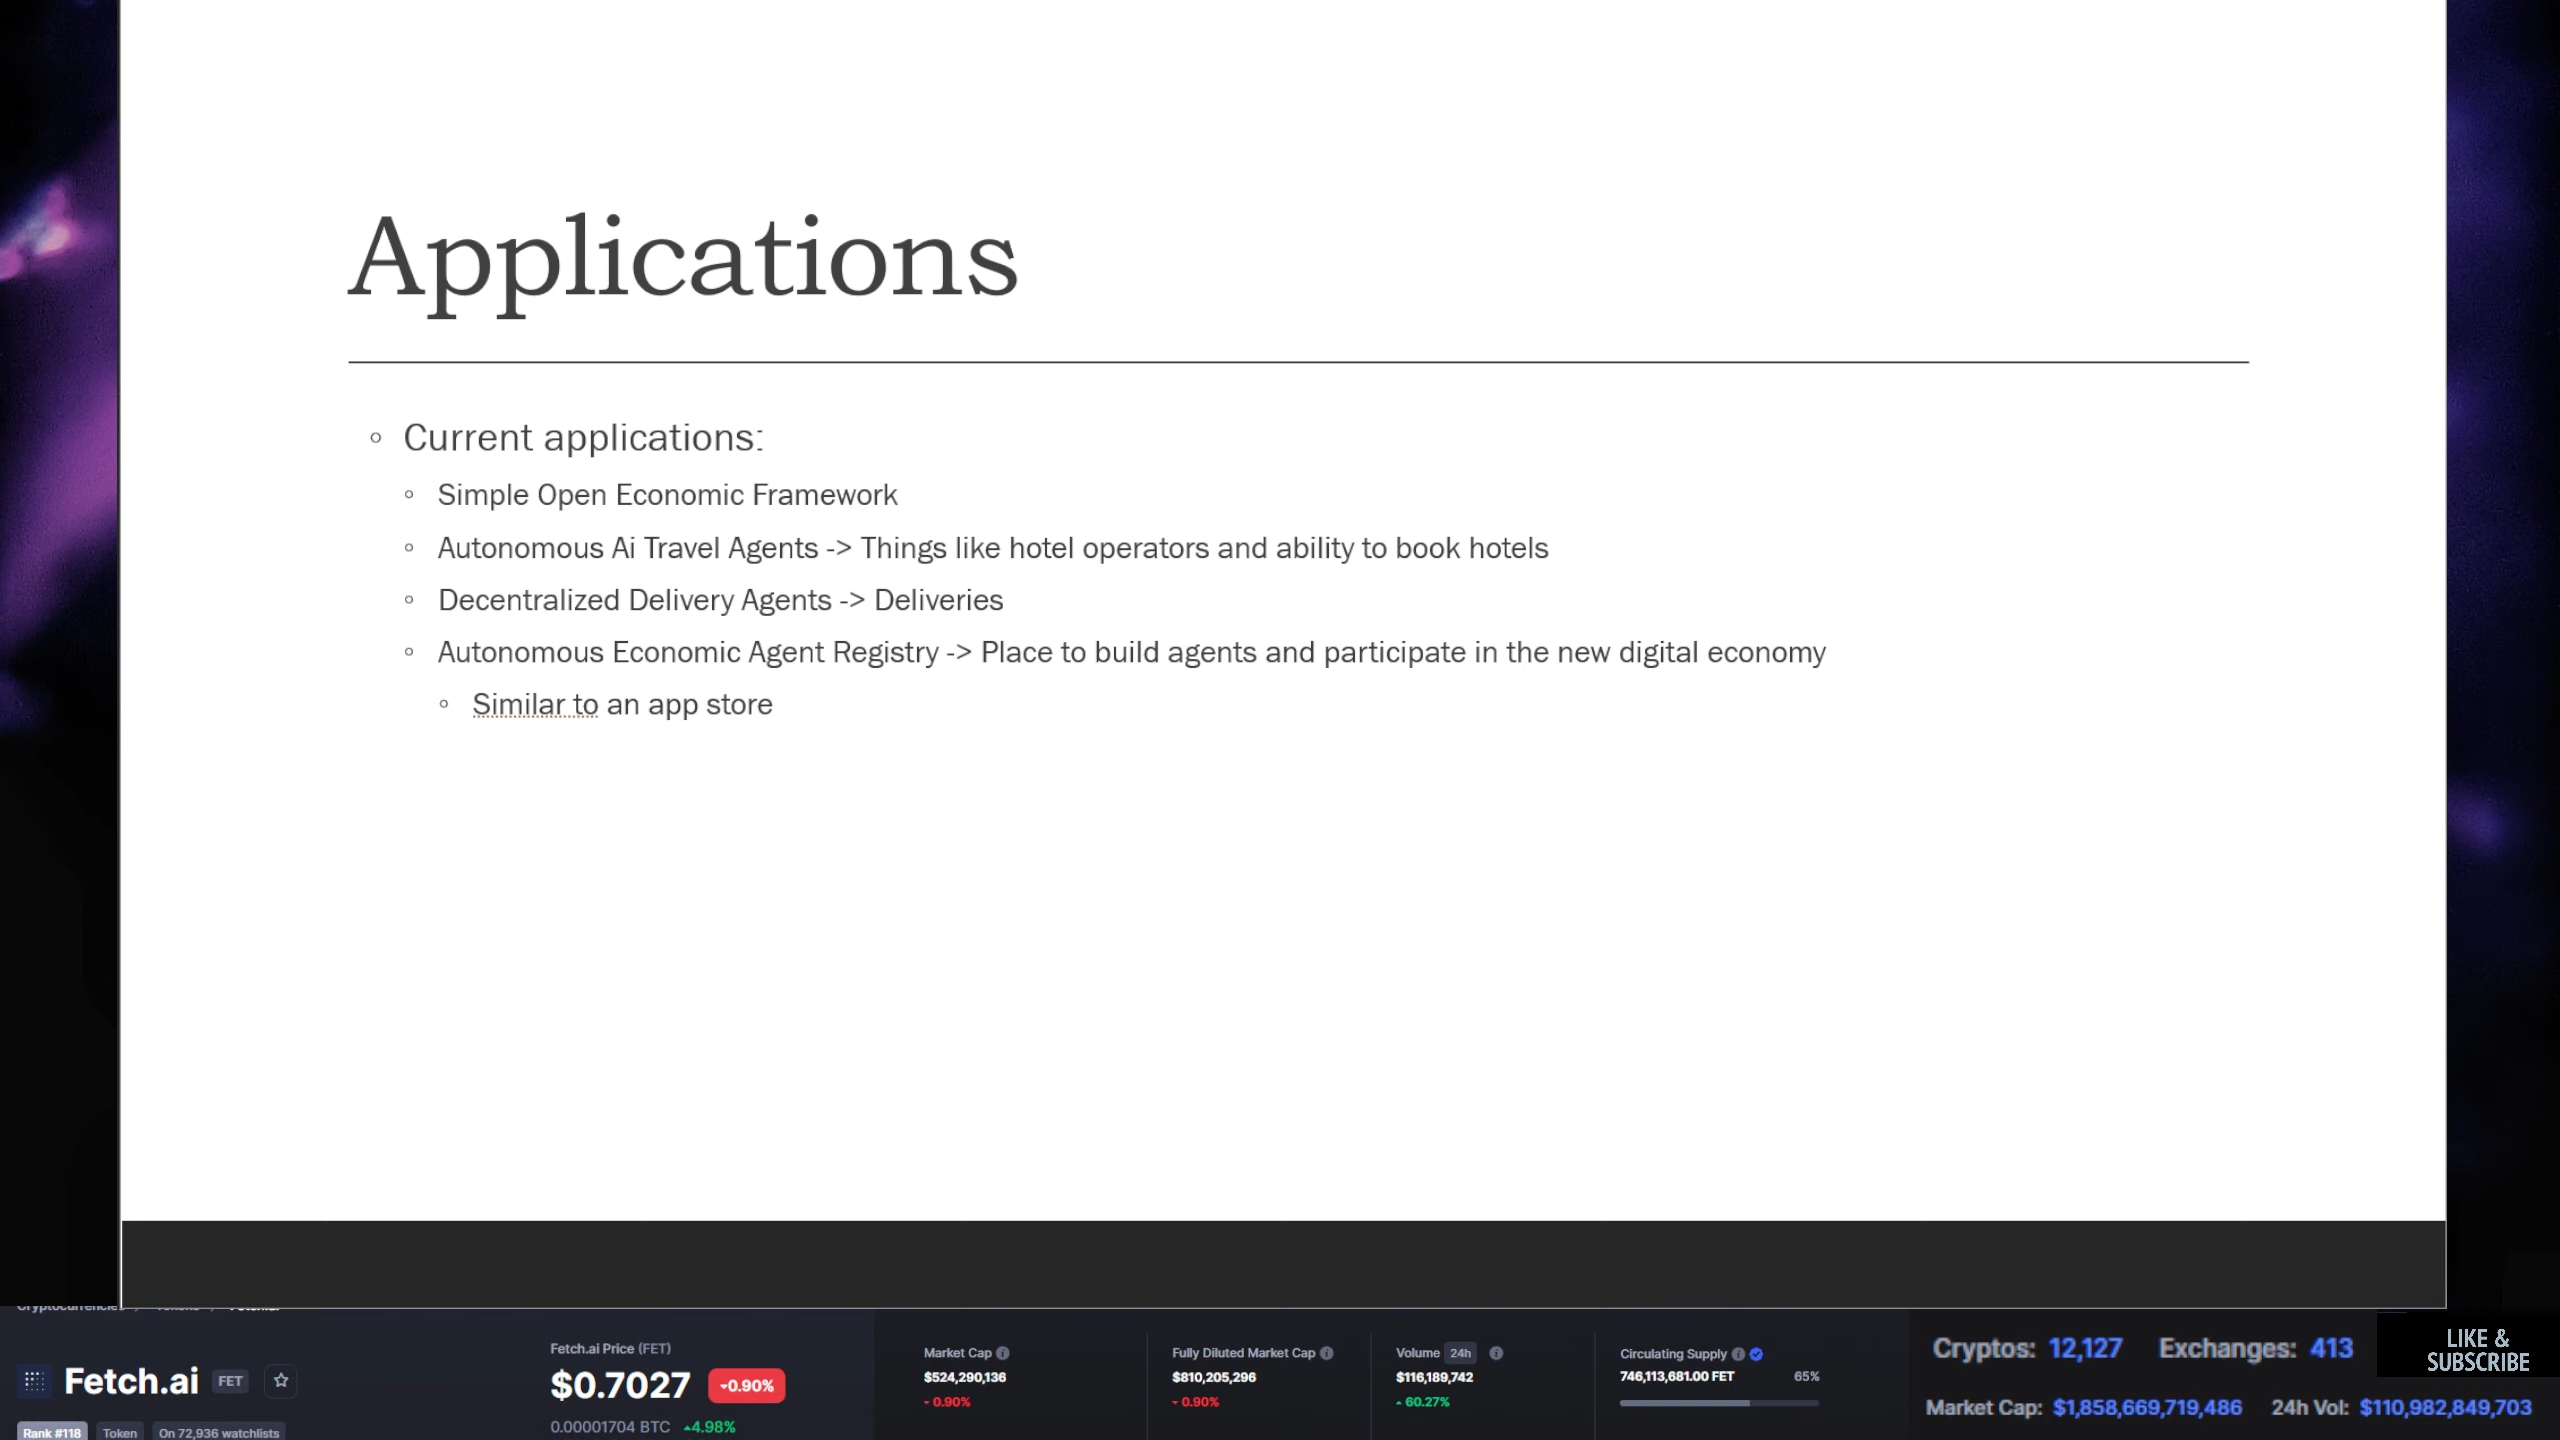 Applications
Current applications:
Simple Open Economic Framework
Autonomous Ai Travel Agents -> Things like hotel operators and ability to book hotels
Decentralized Delivery Agents -> Deliveries
Autonomous Economic Agent Registry -> Place to build agents and participate in the new digital economy
Similar to an app store
Fetch.ai FET
Rank #118 Token On 72,936 watchlists
Fetch.ai Price (FET)
$0.7027 0.90%
0.00001704 BTC 4.98%
Market Cap
$524,290,136
0.90%
Fully Diluted Market Cap
$810,205,296
0.90%
Volume 24h
$116,189,742
60.27%
Circulating Supply
746,113,681.00 FET 65%
Cryptos: 12,127 Exchanges: 413
Market Cap: $1,858,669,719,486 24h Vol: $110,982,849,703
LIKE &
SUBSCRIBE